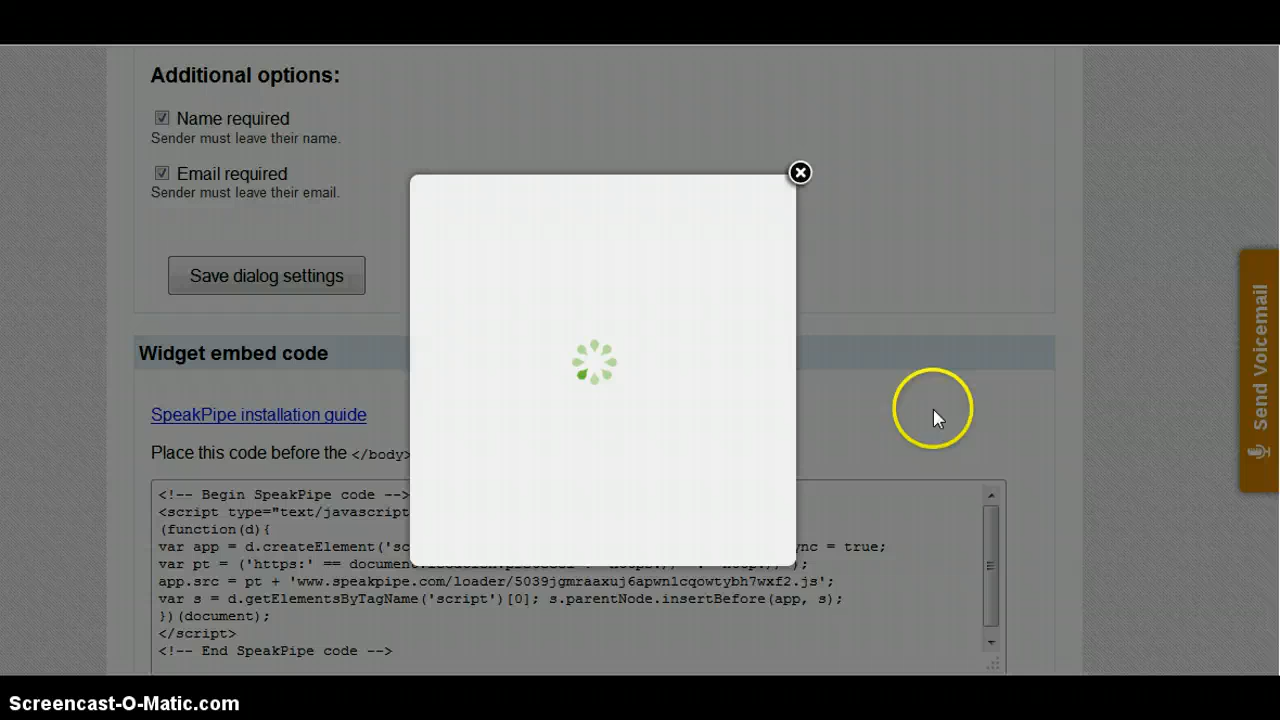 Additional options:
Name required
Sender must leave their name.
Email required
Sender must leave their email.
Save dialog settings
Widget embed code
SpeakPipe installation guide
Place this code before the </body>
<!-- Begin SpeakPipe code -->
<script type="text/javascript
(function(d){
var app = d.createElement('sc ync = true;
var pt = ('https:' == document.
app.src = pt + 'www.speakpipe.com/loader/5039jgmraaxuj6apwn1cqowtybh7wxf2.js';
var s = d.getElementsByTagName('script')[0]; s.parentNode.insertBefore(app, s);
})(document);
</script>
<!-- End SpeakPipe code -->
Send Voicemail
Screencast-O-Matic.com